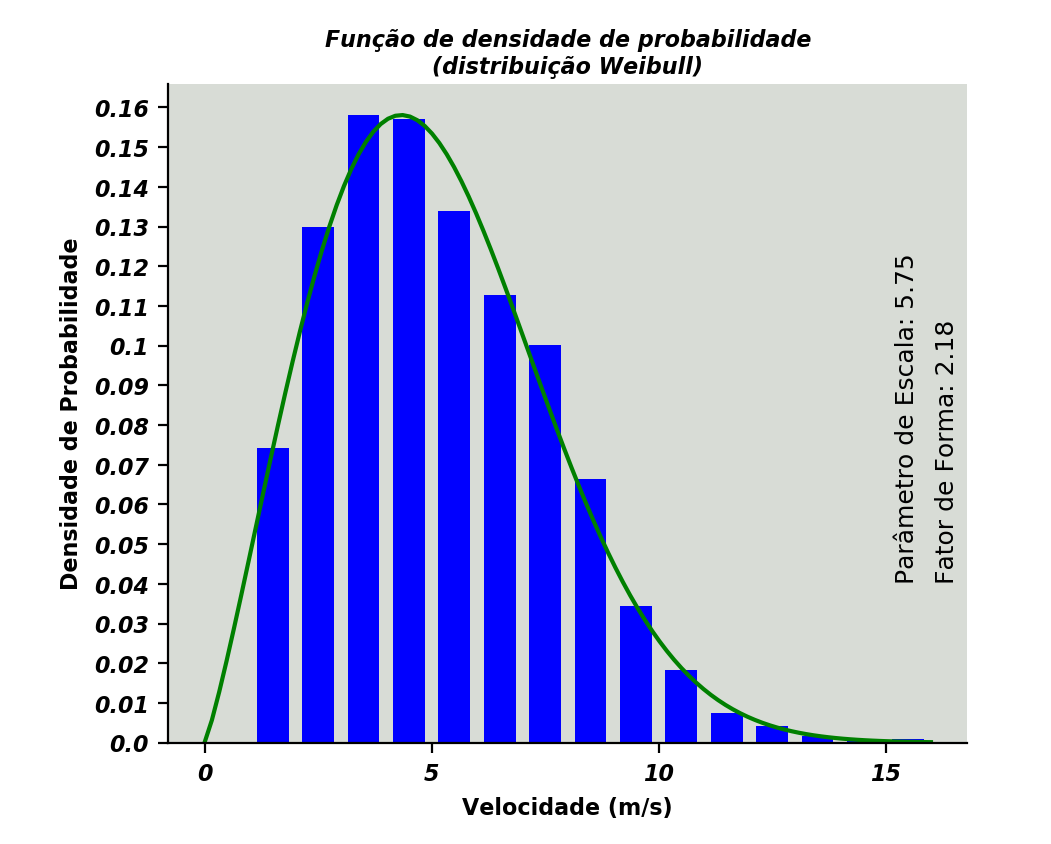 Função de densidade de probabilidade
(distribuição Weibull)
0.16
0.15
0.14
0.13
0.12
0.11
0.1
0.09
0.08
0.07
0.06
0.05
0.04
0.03
0.02
0.01
0.0
Densidade de Probabilidade
Parâmetro de Escala: 5.75
Fator de Forma: 2.18
0 5 10 15
Velocidade (m/s)